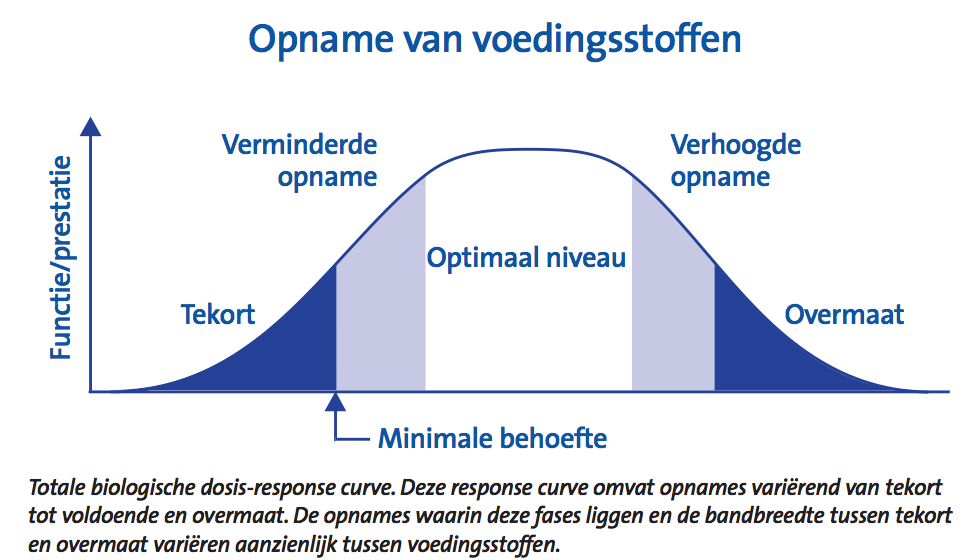 Opname van voedingsstoffen
Functie/prestatie
Verminderde
opname
Verhoogde
opname
Optimaal niveau
Tekort
Overmaat
Minimale behoefte
Totale biologische dosis-response curve. Deze response curve omvat opnames variërend van tekort
tot voldoende en overmaat. De opnames waarin deze fases liggen en de bandbreedte tussen tekort
en overmaat variëren aanzienlijk tussen voedingsstoffen.